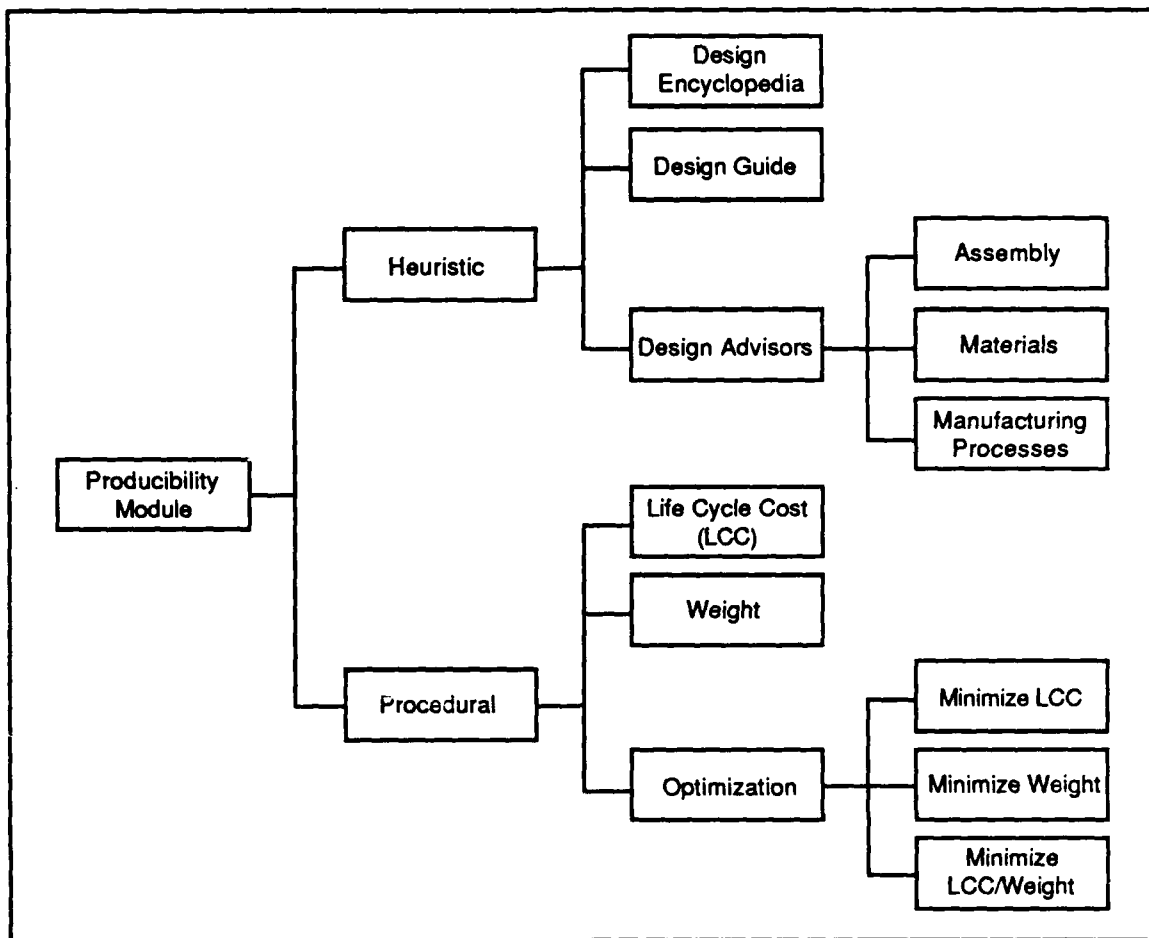 Design
Encyclopedia
Design Guide
Heuristic
Assembly
Design Advisors
Materials
Manufacturing
Processes
Producibility
Module
Life Cycle Cost
(LCC)
Weight
Procedural
Minimize LCC
Optimization
Minimize Weight
Minimize
LCC/Weight